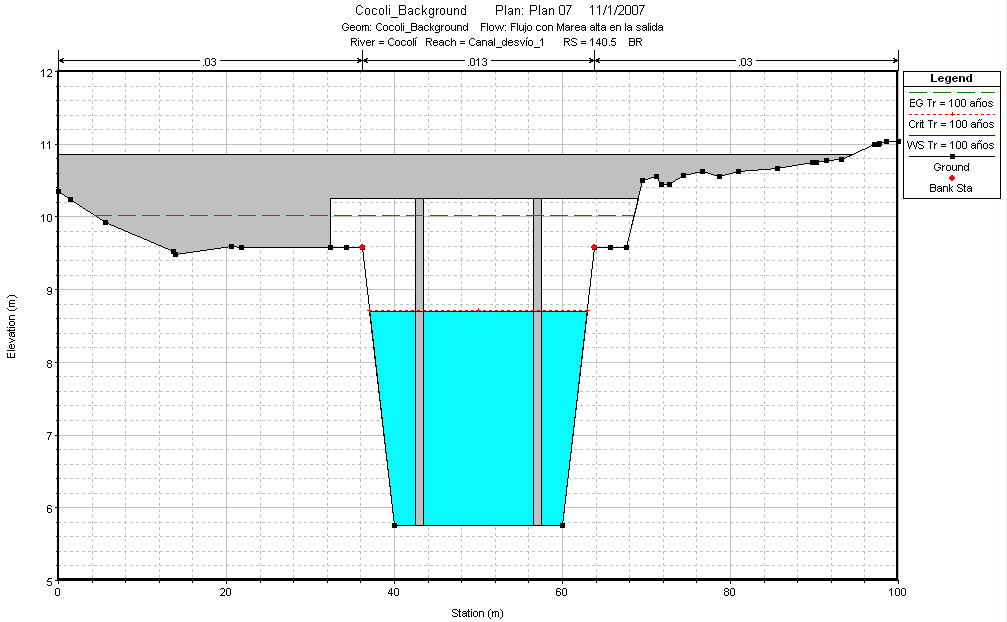 Cocoli_Background Plan: Plan 07 11/1/2007
Geom: Cocoli_Background Flow: Flujo con Marea alta en la salida
River = Cocolí Reach = Canal_desvío_1 RS = 140.5 BR
.03
.013
.03
12
11
10
9
8
7
6
5
Elevation (m)
0
20
40
60
80
100
Station (m)
Legend
EG Tr = 100 años
Crit Tr = 100 años
WS Tr = 100 años
Ground
Bank Sta